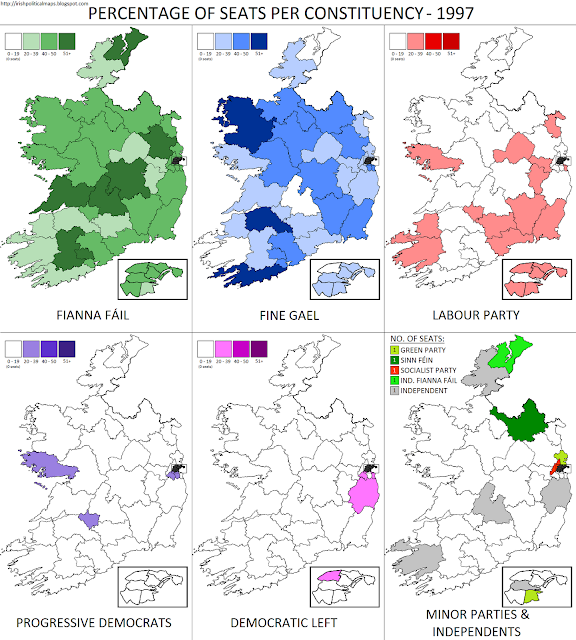 http://irishpoliticalmaps.blogspot.com
PERCENTAGE OF SEATS PER CONSTITUENCY - 1997
0 - 19 20 - 39 40 - 50 51+
(0 seats)
0 - 19 20 - 39 40 - 50 51+
(0 seats)
0 - 19 20 - 39 40 - 50 51+
(0 seats)
FIANNA FÁIL
FINE GAEL
LABOUR PARTY
0 - 19 20 - 39 40 - 50 51+
(0 seats)
0 - 19 20 - 39 40 - 50 51+
(0 seats)
NO. OF SEATS:
1 GREEN PARTY
1 SINN FÉIN
1 SOCIALIST PARTY
1 IND. FIANNA FÁIL
1 INDEPENDENT
PROGRESSIVE DEMOCRATS
DEMOCRATIC LEFT
MINOR PARTIES &
INDEPENDENTS